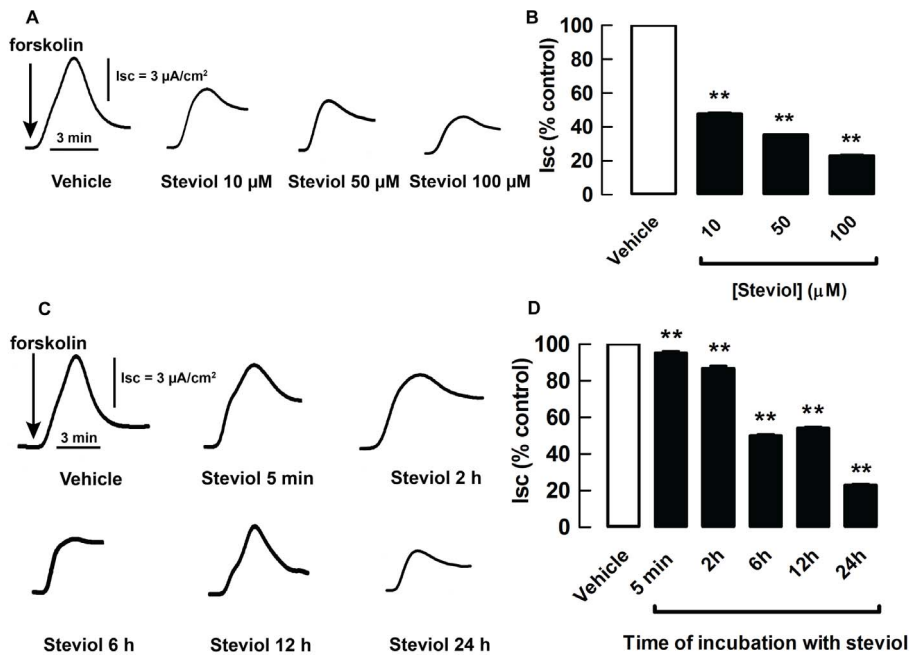 A
forskolin
Isc = 3 µA/cm²
3 min
Vehicle
Steviol 10 µM
Steviol 50 µM
Steviol 100 µM
B
Isc (% control)
100
80
60
40
20
0
**
**
**
Vehicle
10
50
100
[Steviol] (µM)
C
forskolin
Isc = 3 µA/cm²
3 min
Vehicle
Steviol 5 min
Steviol 2 h
Steviol 6 h
Steviol 12 h
Steviol 24 h
D
Isc (% control)
100
80
60
40
20
0
**
**
**
**
**
Vehicle
5 min
2h
6h
12h
24h
Time of incubation with steviol